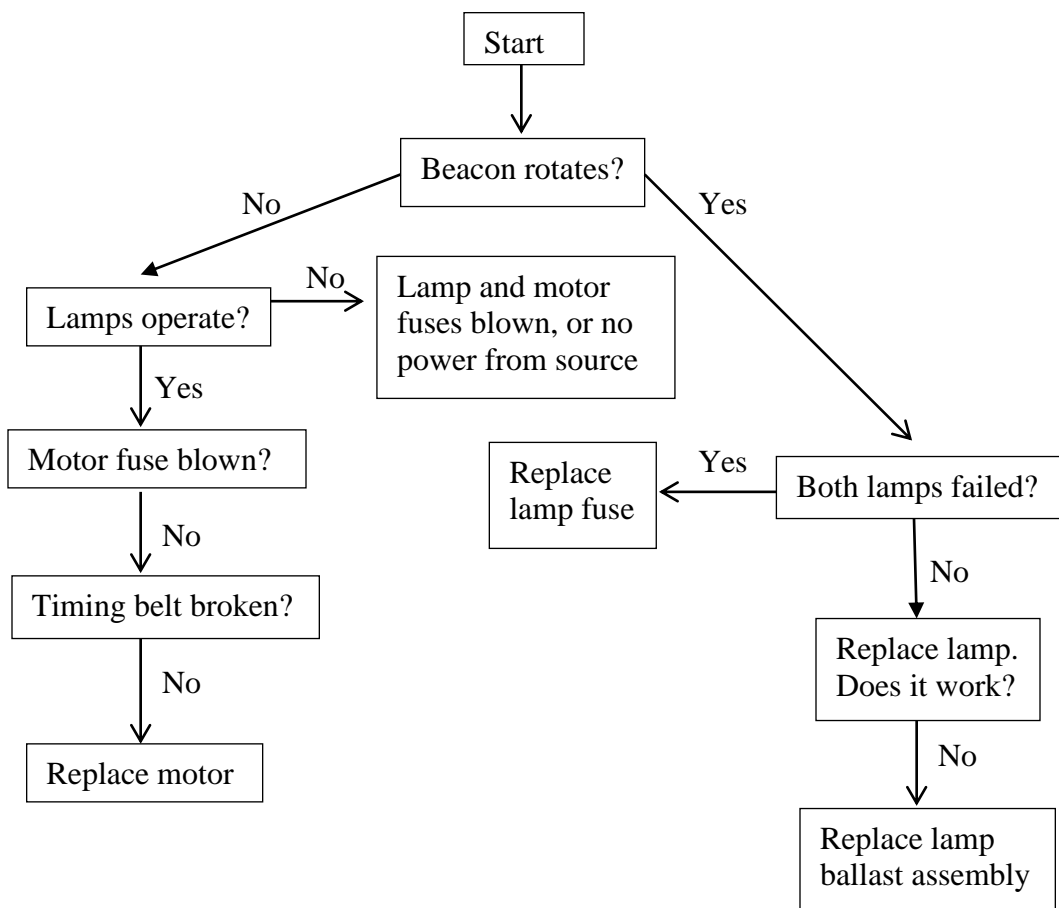 Start
Beacon rotates?
No
Yes
No
Lamps operate?
Lamp and motor
fuses blown, or no
power from source
Yes
Motor fuse blown?
Yes
Replace
lamp fuse
Both lamps failed?
No
No
Timing belt broken?
Replace lamp.
Does it work?
No
No
Replace motor
Replace lamp
ballast assembly